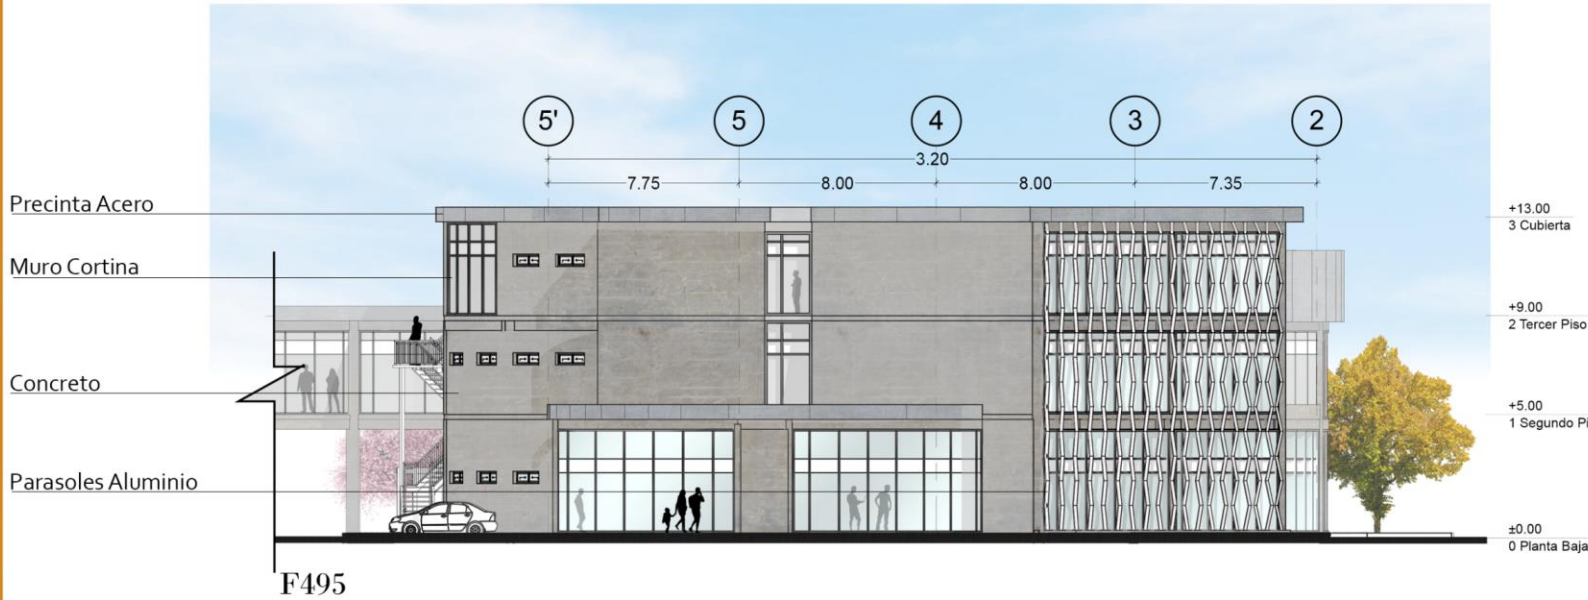 5'
5
4
3
2
3.20
7.75
8.00
8.00
7.35
Precinta Acero
Muro Cortina
Concreto
Parasoles Aluminio
+13.00
3 Cubierta
+9.00
2 Tercer Piso
+5.00
1 Segundo Pi
±0.00
0 Planta Baja
F495